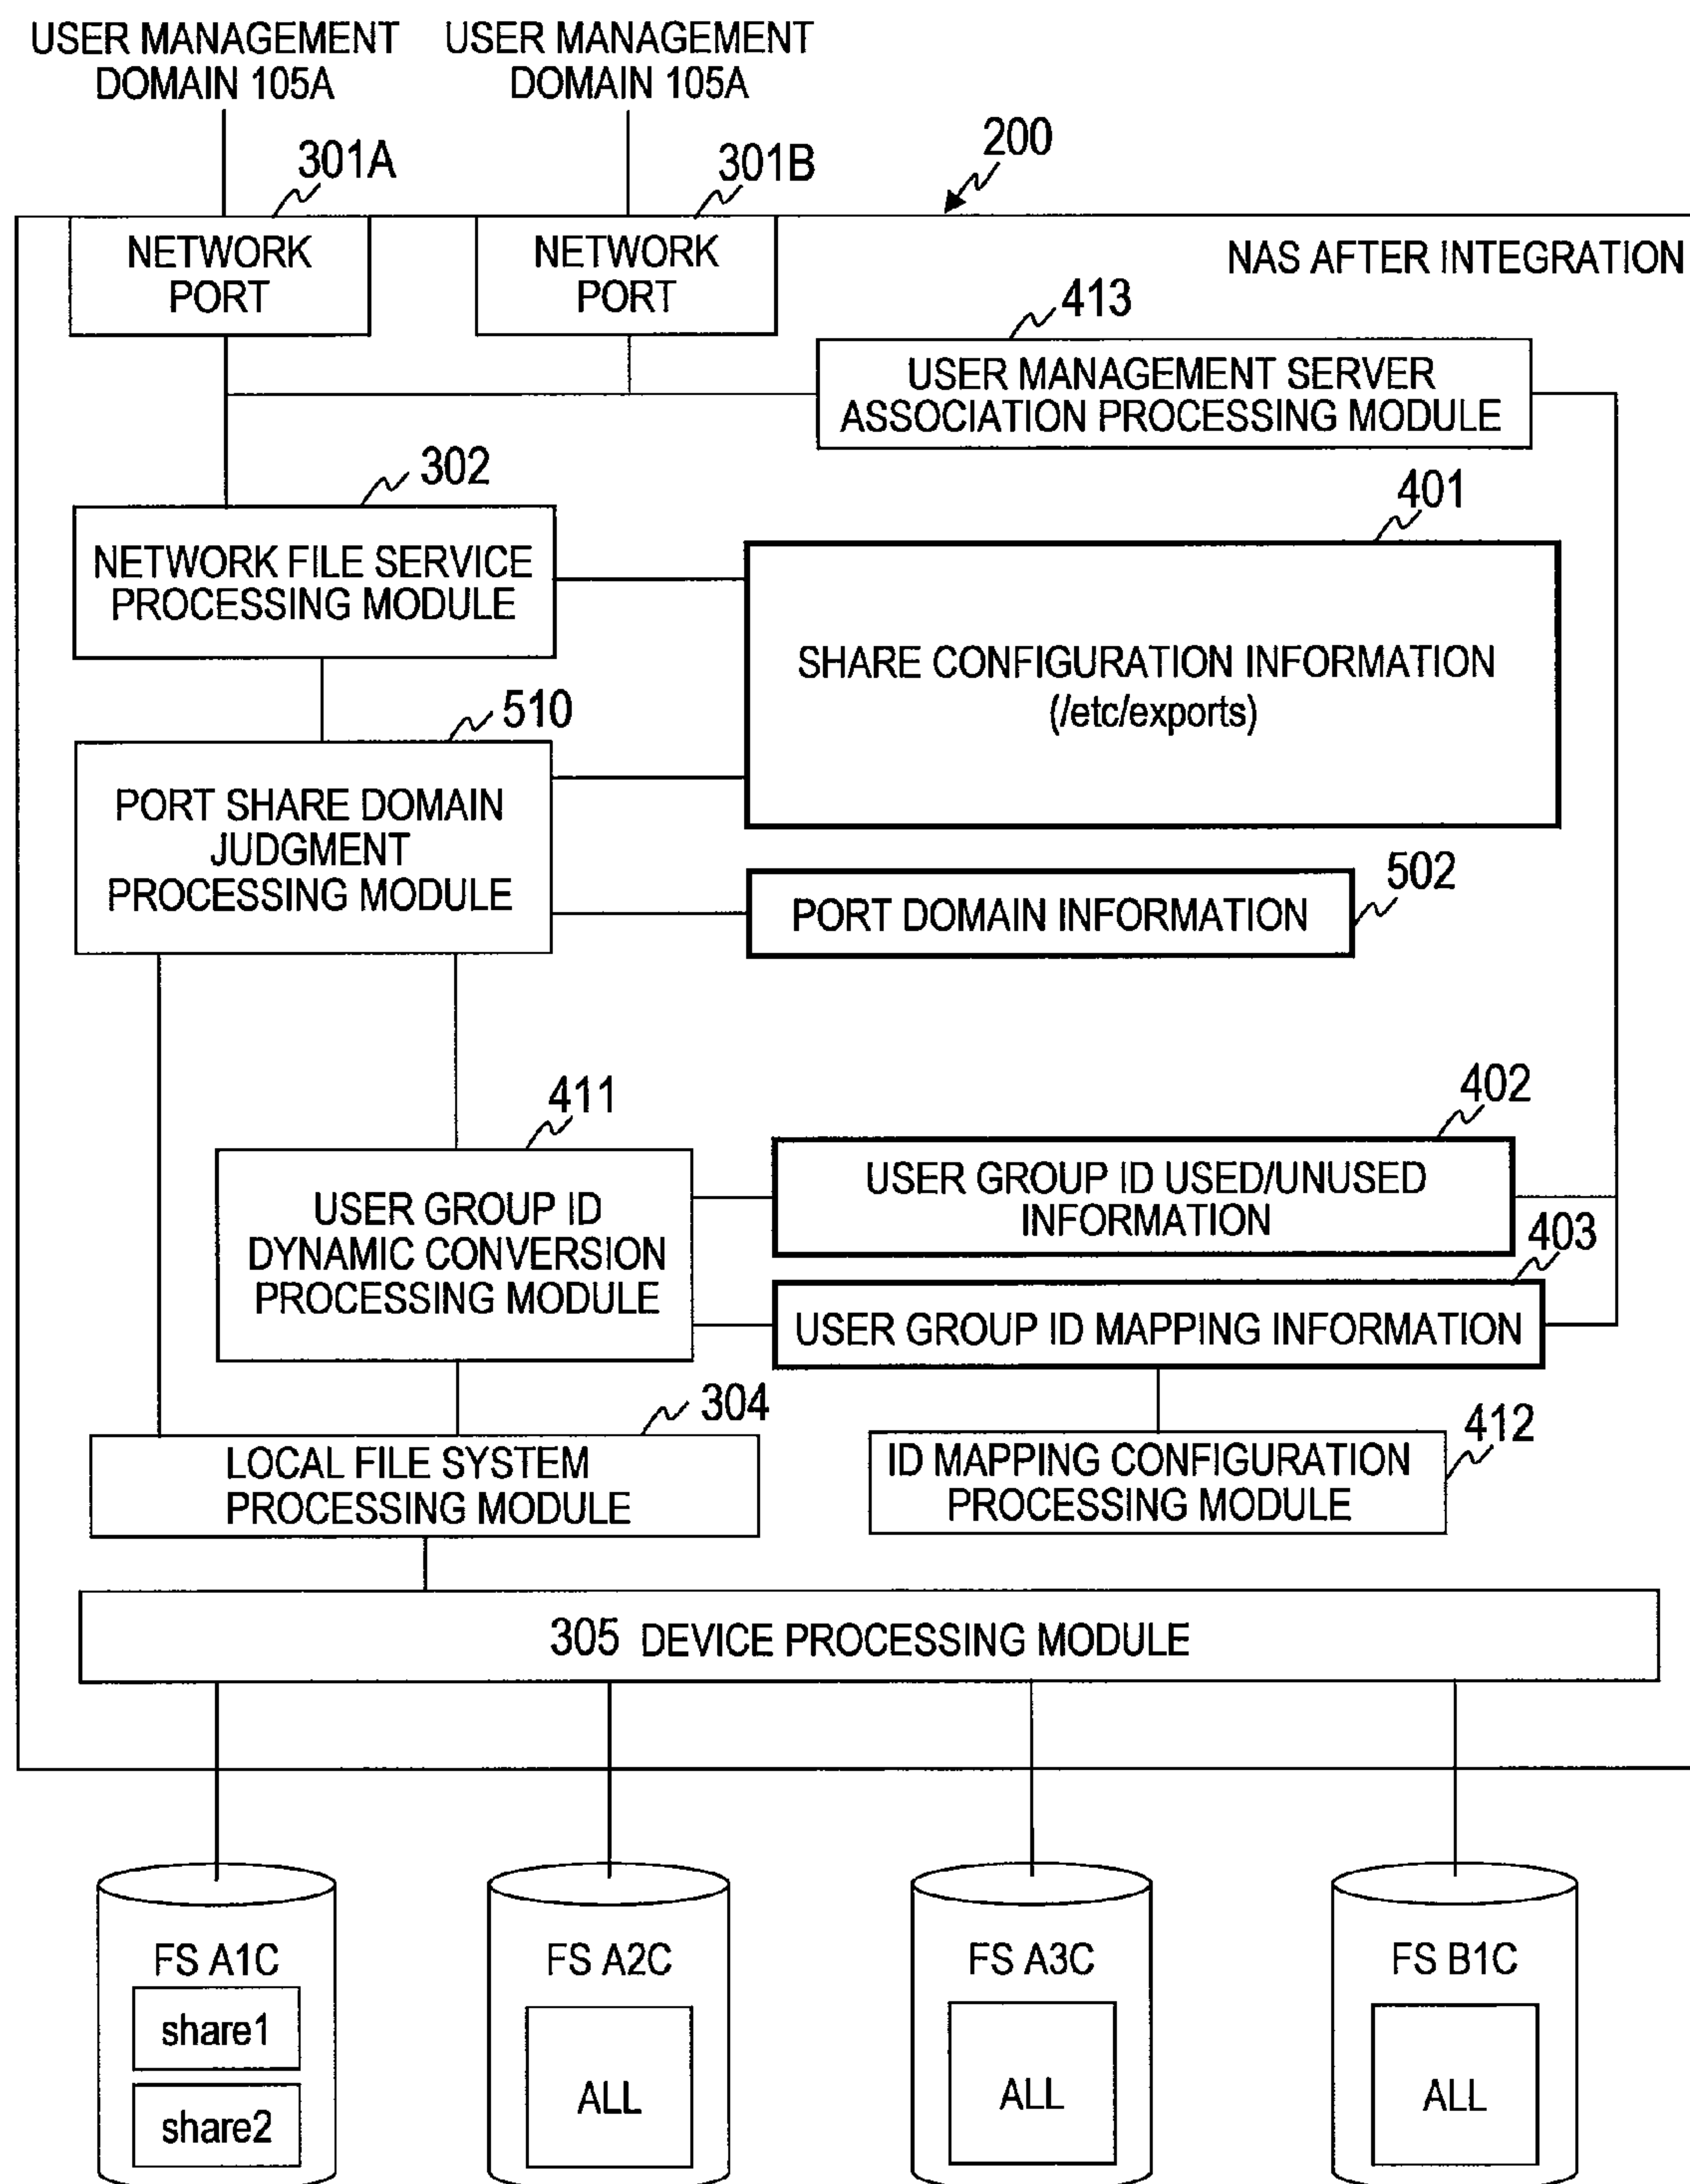 USER MANAGEMENT
DOMAIN 105A
USER MANAGEMENT
DOMAIN 105A
301A
301B
200
NETWORK
PORT
NETWORK
PORT
NAS AFTER INTEGRATION
413
USER MANAGEMENT SERVER
ASSOCIATION PROCESSING MODULE
302
401
NETWORK FILE SERVICE
PROCESSING MODULE
SHARE CONFIGURATION INFORMATION
(/etc/exports)
510
PORT SHARE DOMAIN
JUDGMENT
PROCESSING MODULE
502
PORT DOMAIN INFORMATION
411
402
USER GROUP ID
DYNAMIC CONVERSION
PROCESSING MODULE
USER GROUP ID USED/UNUSED
INFORMATION
403
USER GROUP ID MAPPING INFORMATION
304
412
LOCAL FILE SYSTEM
PROCESSING MODULE
ID MAPPING CONFIGURATION
PROCESSING MODULE
305 DEVICE PROCESSING MODULE
FS A1C
share1
share2
FS A2C
ALL
FS A3C
ALL
FS B1C
ALL